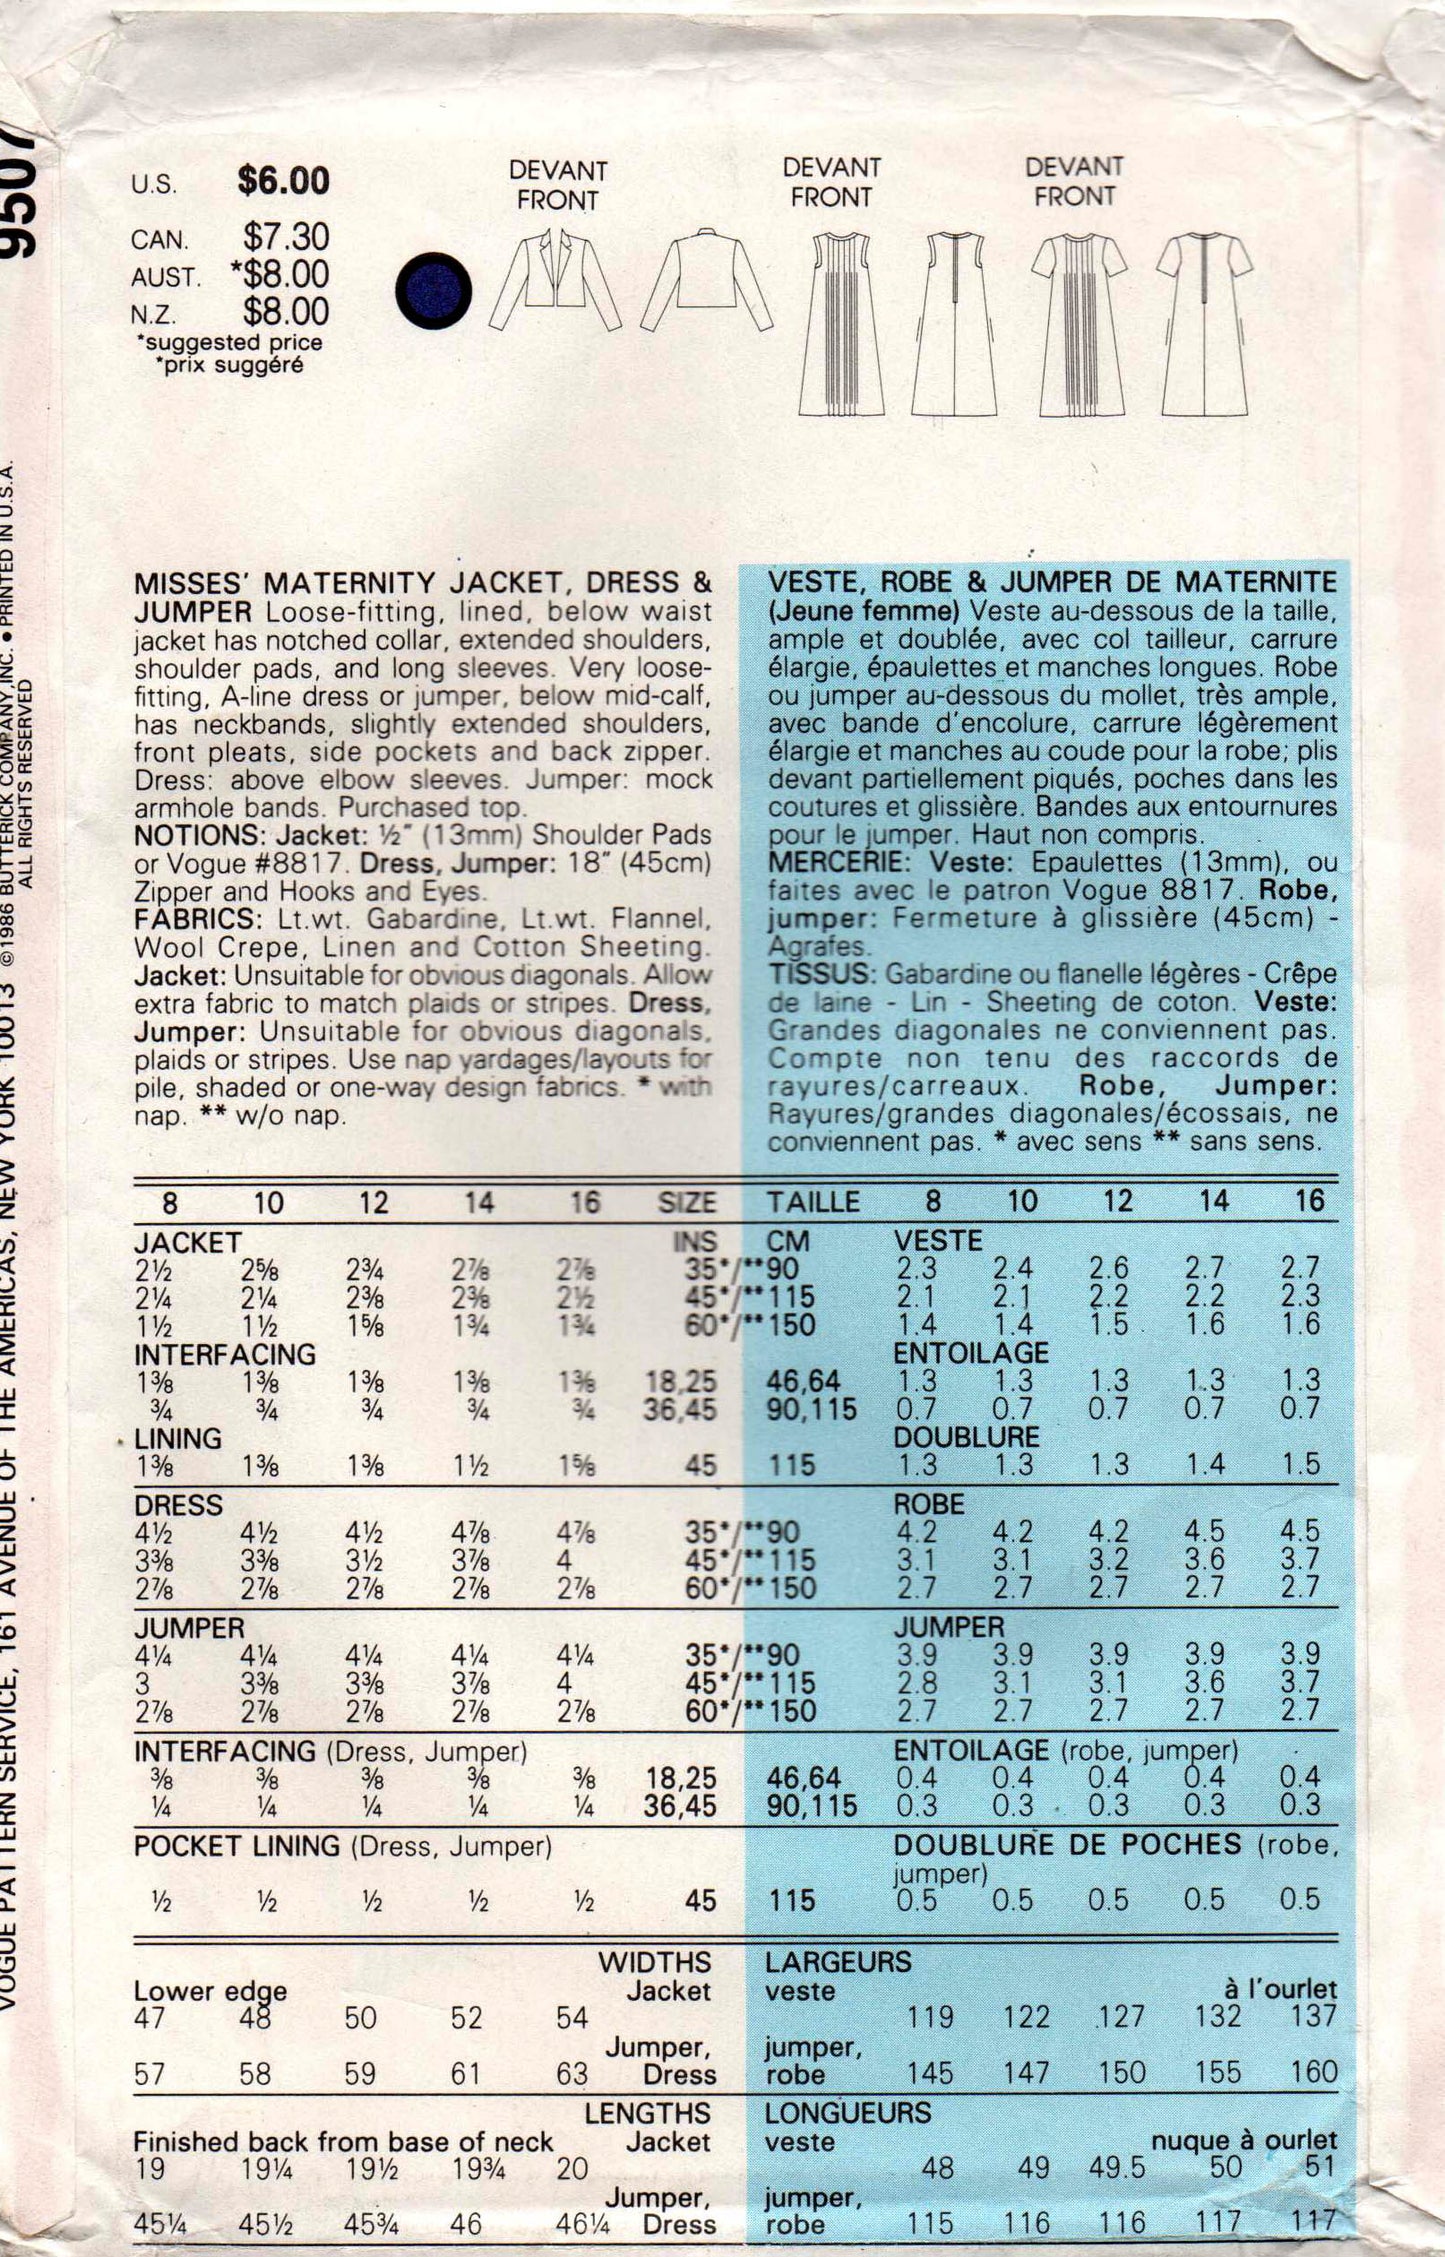 9507
VOGUE PATTERN SERVICE, 161 AVENUE OF THE AMERICAS, NEW YORK 10013 ©1986 BUTTERICK COMPANY, INC. • PRINTED IN U.S.A.
ALL RIGHTS RESERVED
U.S. $6.00
CAN. $7.30
AUST. *$8.00
N.Z. $8.00
*suggested price
*prix suggéré
DEVANT
FRONT
DEVANT
FRONT
DEVANT
FRONT
MISSES' MATERNITY JACKET, DRESS &
JUMPER Loose-fitting, lined, below waist
jacket has notched collar, extended shoulders,
shoulder pads, and long sleeves. Very loose-
fitting, A-line dress or jumper, below mid-calf,
has neckbands, slightly extended shoulders,
front pleats, side pockets and back zipper.
Dress: above elbow sleeves. Jumper: mock
armhole bands. Purchased top.
NOTIONS: Jacket: ½" (13mm) Shoulder Pads
or Vogue #8817. Dress, Jumper: 18" (45cm)
Zipper and Hooks and Eyes.
FABRICS: Lt.wt. Gabardine, Lt.wt. Flannel,
Wool Crepe, Linen and Cotton Sheeting.
Jacket: Unsuitable for obvious diagonals. Allow
extra fabric to match plaids or stripes. Dress,
Jumper: Unsuitable for obvious diagonals,
plaids or stripes. Use nap yardages/layouts for
pile, shaded or one-way design fabrics. * with
nap. ** w/o nap.
VESTE, ROBE & JUMPER DE MATERNITE
(Jeune femme) Veste au-dessous de la taille,
ample et doublée, avec col tailleur, carrure
élargie, épaulettes et manches longues. Robe
ou jumper au-dessous du mollet, très ample,
avec bande d'encolure, carrure légèrement
élargie et manches au coude pour la robe; plis
devant partiellement piqués, poches dans les
coutures et glissière. Bandes aux entournures
pour le jumper. Haut non compris.
MERCERIE: Veste: Epaulettes (13mm), ou
faites avec le patron Vogue 8817. Robe,
jumper: Fermeture à glissière (45cm) -
Agrafes.
TISSUS: Gabardine ou flanelle légères - Crêpe
de laine - Lin - Sheeting de coton. Veste:
Grandes diagonales ne conviennent pas.
Compte non tenu des raccords de
rayures/carreaux. Robe, Jumper:
Rayures/grandes diagonales/écossais, ne
conviennent pas. * avec sens ** sans sens.
8 10 12 14 16 SIZE TAILLE 8 10 12 14 16
JACKET INS CM VESTE
2½ 2⅝ 2¾ 2⅞ 2⅞ 35*/**90 2.3 2.4 2.6 2.7 2.7
2¼ 2¼ 2⅜ 2⅜ 2½ 45*/**115 2.1 2.1 2.2 2.2 2.3
1½ 1½ 1⅝ 1¾ 1¾ 60*/**150 1.4 1.4 1.5 1.6 1.6
INTERFACING ENTOILAGE
1⅜ 1⅜ 1⅜ 1⅜ 1⅜ 18,25 46,64 1.3 1.3 1.3 1.3 1.3
¾ ¾ ¾ ¾ ¾ 36,45 90,115 0.7 0.7 0.7 0.7 0.7
LINING DOUBLURE
1⅜ 1⅜ 1⅜ 1½ 1⅝ 45 115 1.3 1.3 1.3 1.4 1.5
DRESS ROBE
4½ 4½ 4½ 4⅞ 4⅞ 35*/**90 4.2 4.2 4.2 4.5 4.5
3⅜ 3⅜ 3½ 3⅞ 4 45*/**115 3.1 3.1 3.2 3.6 3.7
2⅞ 2⅞ 2⅞ 2⅞ 2⅞ 60*/**150 2.7 2.7 2.7 2.7 2.7
JUMPER JUMPER
4¼ 4¼ 4¼ 4¼ 4¼ 35*/**90 3.9 3.9 3.9 3.9 3.9
3 3⅜ 3⅜ 3⅞ 4 45*/**115 2.8 3.1 3.1 3.6 3.7
2⅞ 2⅞ 2⅞ 2⅞ 2⅞ 60*/**150 2.7 2.7 2.7 2.7 2.7
INTERFACING (Dress, Jumper) ENTOILAGE (robe, jumper)
⅜ ⅜ ⅜ ⅜ ⅜ 18,25 46,64 0.4 0.4 0.4 0.4 0.4
¼ ¼ ¼ ¼ ¼ 36,45 90,115 0.3 0.3 0.3 0.3 0.3
POCKET LINING (Dress, Jumper) DOUBLURE DE POCHES (robe,
jumper)
½ ½ ½ ½ ½ 45 115 0.5 0.5 0.5 0.5 0.5
WIDTHS LARGEURS
Lower edge Jacket veste à l'ourlet
47 48 50 52 54 119 122 127 132 137
Jumper, jumper,
57 58 59 61 63 Dress robe 145 147 150 155 160
LENGTHS LONGUEURS
Finished back from base of neck Jacket veste nuque à ourlet
19 19¼ 19½ 19¾ 20 48 49 49.5 50 51
Jumper, jumper,
45¼ 45½ 45¾ 46 46¼ Dress robe 115 116 116 117 117